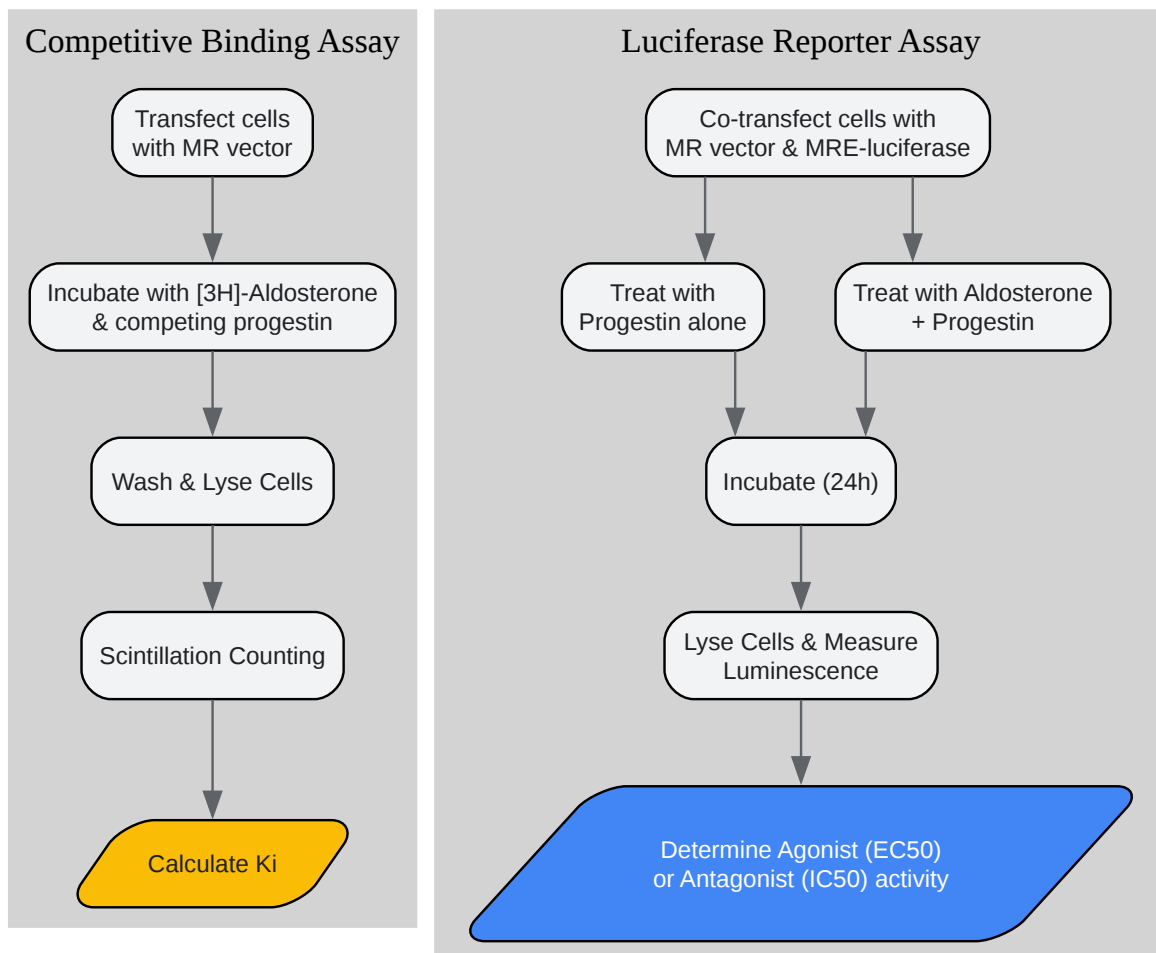 Competitive Binding Assay
Transfect cells
with MR vector
Incubate with [3H]-Aldosterone
& competing progestin
Wash & Lyse Cells
Scintillation Counting
Calculate Ki
Luciferase Reporter Assay
Co-transfect cells with
MR vector & MRE-luciferase
Treat with
Progestin alone
Treat with Aldosterone
+ Progestin
Incubate (24h)
Lyse Cells & Measure
Luminescence
Determine Agonist (EC50)
or Antagonist (IC50) activity